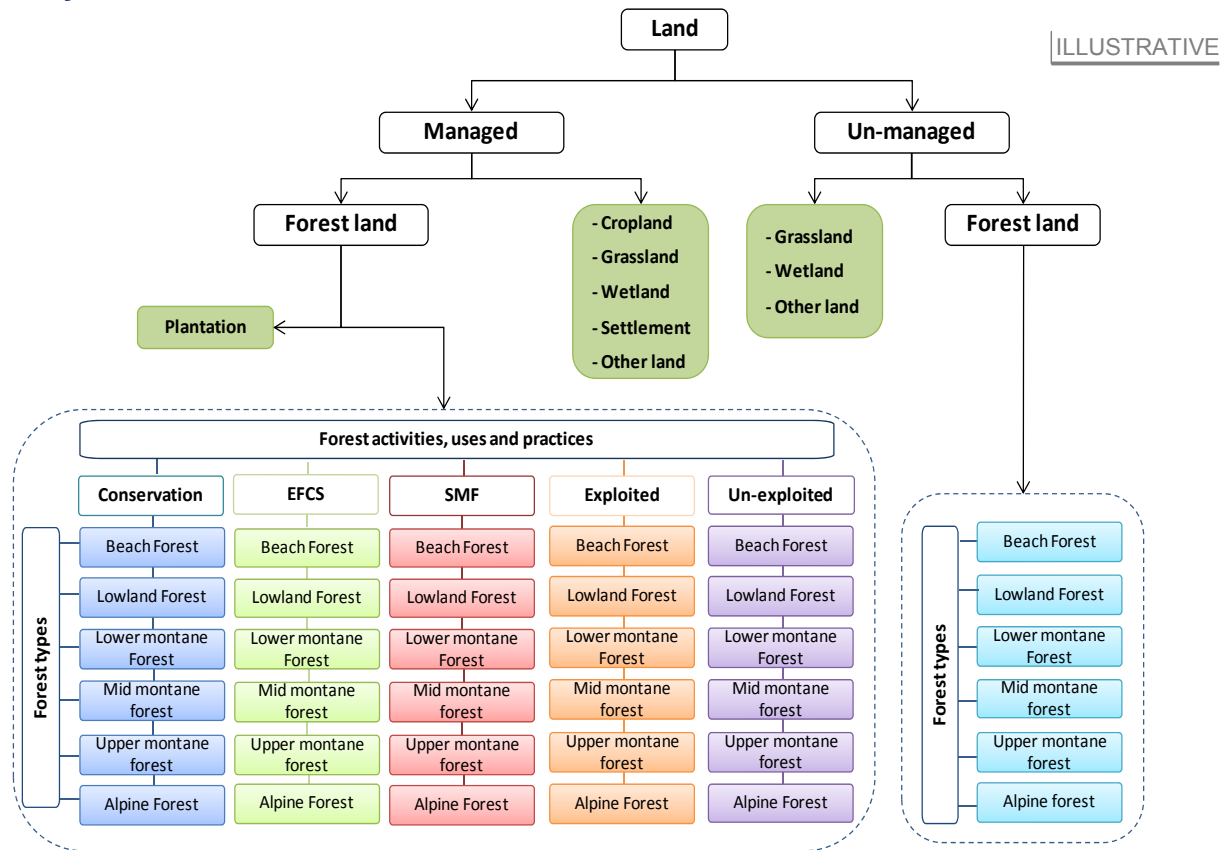 Land
ILLUSTRATIVE
Managed
Un-managed
Forest land
- Cropland
- Grassland
- Wetland
- Settlement
- Other land
- Grassland
- Wetland
- Other land
Forest land
Plantation
Forest activities, uses and practices
Conservation
EFCS
SMF
Exploited
Un-exploited
Forest types
Beach Forest
Beach Forest
Beach Forest
Beach Forest
Beach Forest
Lowland Forest
Lowland Forest
Lowland Forest
Lowland Forest
Lowland Forest
Lower montane
Forest
Lower montane
Forest
Lower montane
Forest
Lower montane
Forest
Lower montane
Forest
Mid montane
forest
Mid montane
forest
Mid montane
forest
Mid montane
forest
Mid montane
forest
Upper montane
forest
Upper montane
forest
Upper montane
forest
Upper montane
forest
Upper montane
forest
Alpine Forest
Alpine Forest
Alpine Forest
Alpine Forest
Alpine Forest
Forest types
Beach Forest
Lowland Forest
Lower montane
Forest
Mid montane
forest
Upper montane
forest
Alpine forest